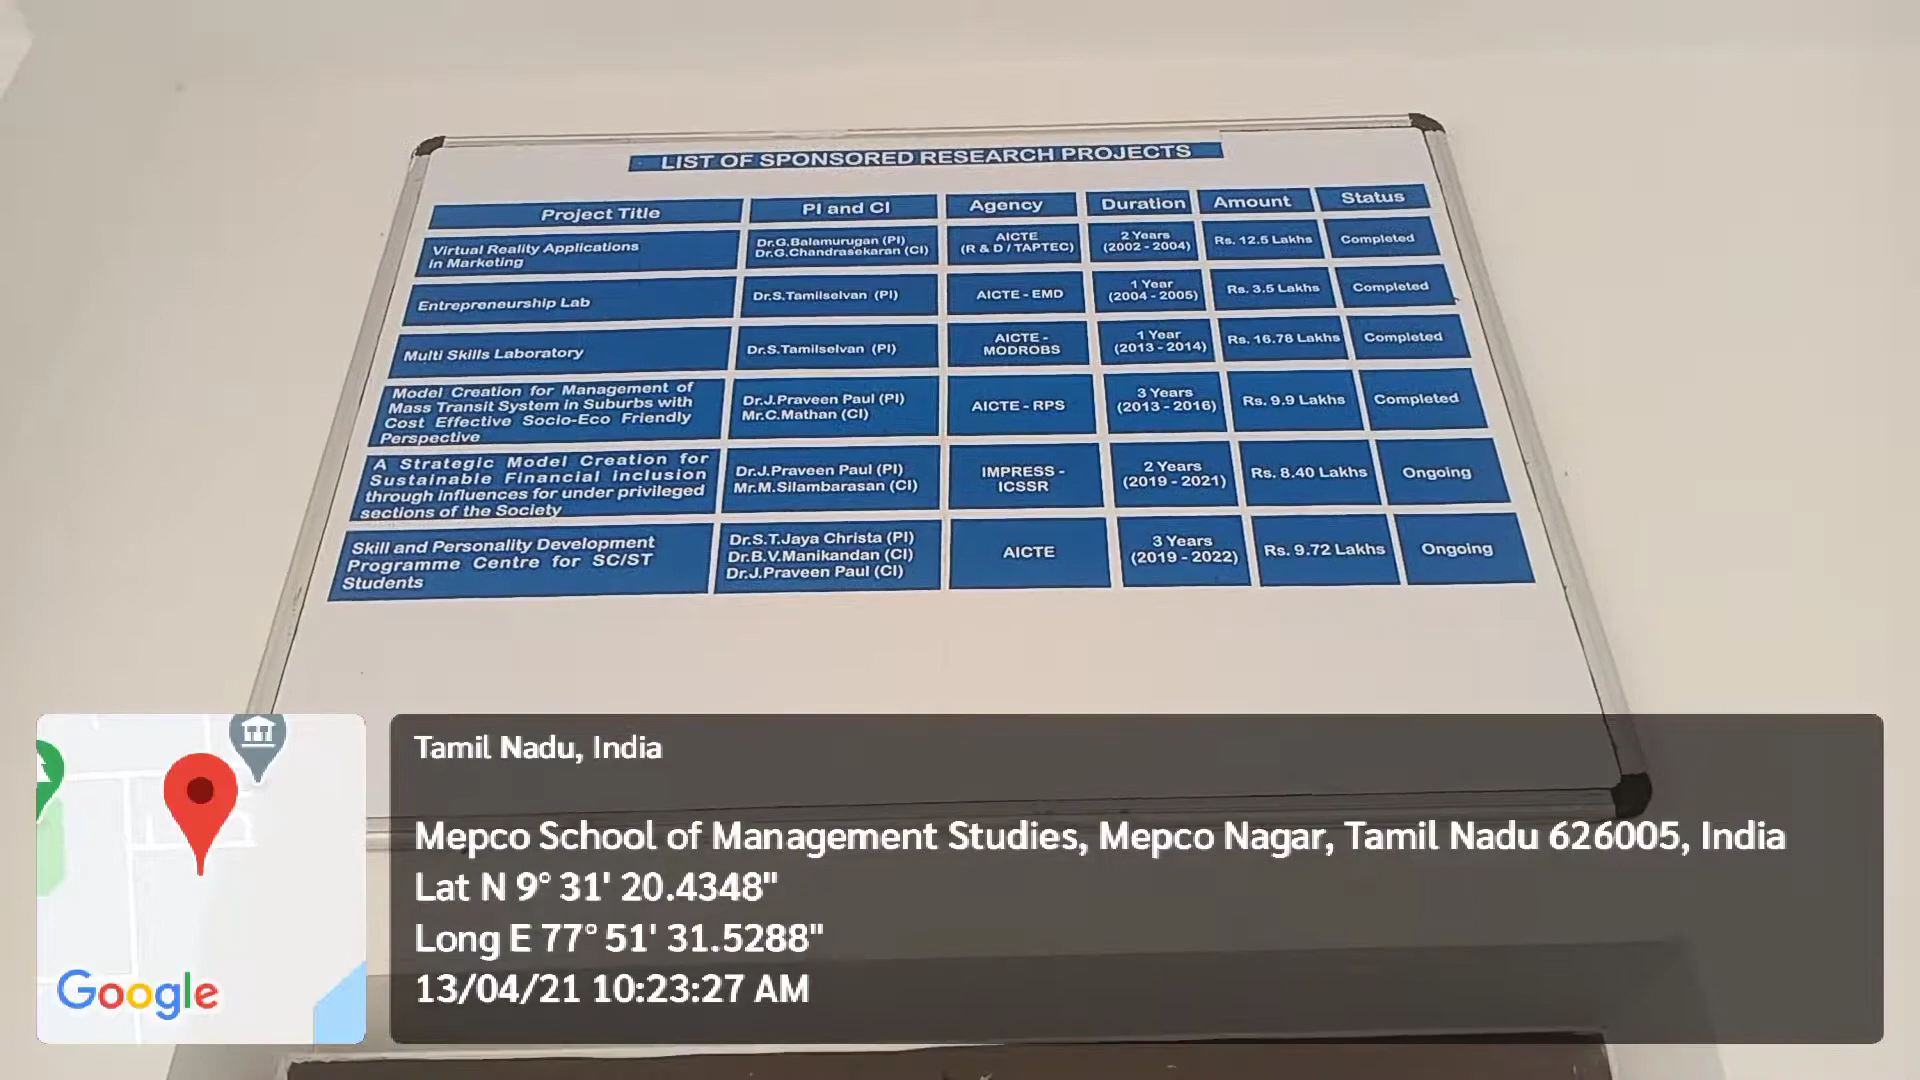 LIST OF SPONSORED RESEARCH PROJECTS
Project Title PI and CI Agency Duration Amount Status
Virtual Reality Applications
in Marketing
Dr.G.Balamurugan (PI)
Dr.G.Chandrasekaran (CI)
AICTE
(R & D / TAPTEC)
2 Years
(2002 - 2004)
Rs. 12.5 Lakhs
Completed
Entrepreneurship Lab
Dr.S.Tamilselvan (PI)
AICTE - EMD
1 Year
(2004 - 2005)
Rs. 3.5 Lakhs
Completed
Multi Skills Laboratory
Dr.S.Tamilselvan (PI)
AICTE -
MODROBS
1 Year
(2013 - 2014)
Rs. 16.78 Lakhs
Completed
Model Creation for Management of
Mass Transit System in Suburbs with
Cost Effective Socio-Eco Friendly
Perspective
Dr.J.Praveen Paul (PI)
Mr.C.Mathan (CI)
AICTE - RPS
3 Years
(2013 - 2016)
Rs. 9.9 Lakhs
Completed
A Strategic Model Creation for
Sustainable Financial inclusion
through influences for under privileged
sections of the Society
Dr.J.Praveen Paul (PI)
Mr.M.Silambarasan (CI)
IMPRESS -
ICSSR
2 Years
(2019 - 2021)
Rs. 8.40 Lakhs
Ongoing
Skill and Personality Development
Programme Centre for SC/ST
Students
Dr.S.T.Jaya Christa (PI)
Dr.B.V.Manikandan (CI)
Dr.J.Praveen Paul (CI)
AICTE
3 Years
(2019 - 2022)
Rs. 9.72 Lakhs
Ongoing
Google
Tamil Nadu, India
Mepco School of Management Studies, Mepco Nagar, Tamil Nadu 626005, India
Lat N 9° 31' 20.4348"
Long E 77° 51' 31.5288"
13/04/21 10:23:27 AM